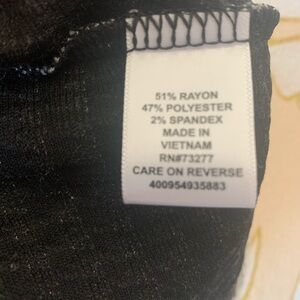 51% RAYON
47% POLYESTER
2% SPANDEX
MADE IN
VIETNAM
RN#73277
CARE ON REVERSE
400954935883